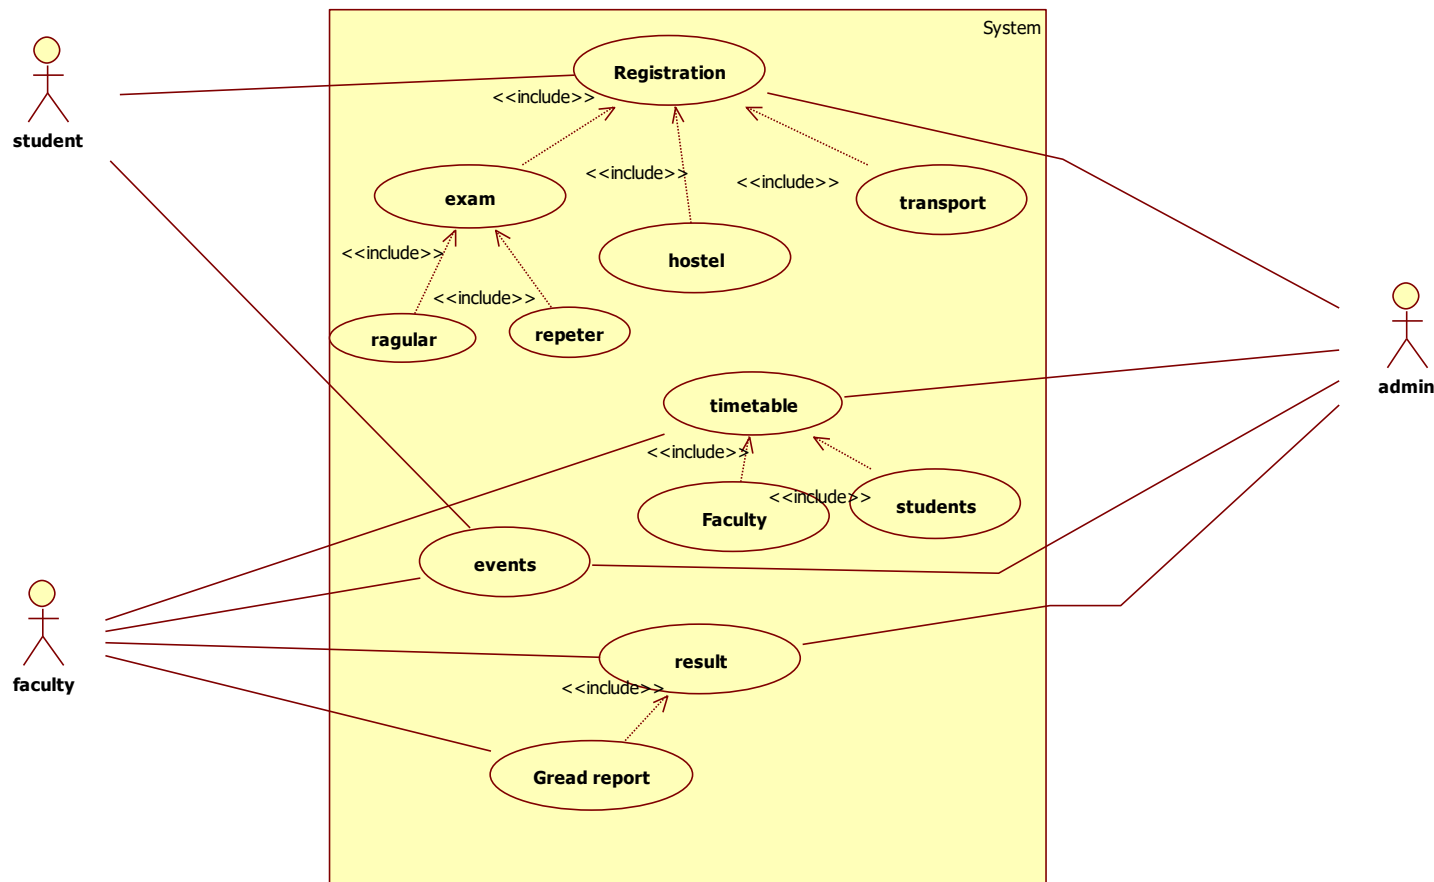 System
Registration
<<include>>
student
<<include>>
<<include>>
exam
transport
<<include>>
hostel
<<include>>
ragular
repeter
admin
timetable
<<include>>
<<include>>
students
Faculty
events
result
faculty
<<include>>
Gread report